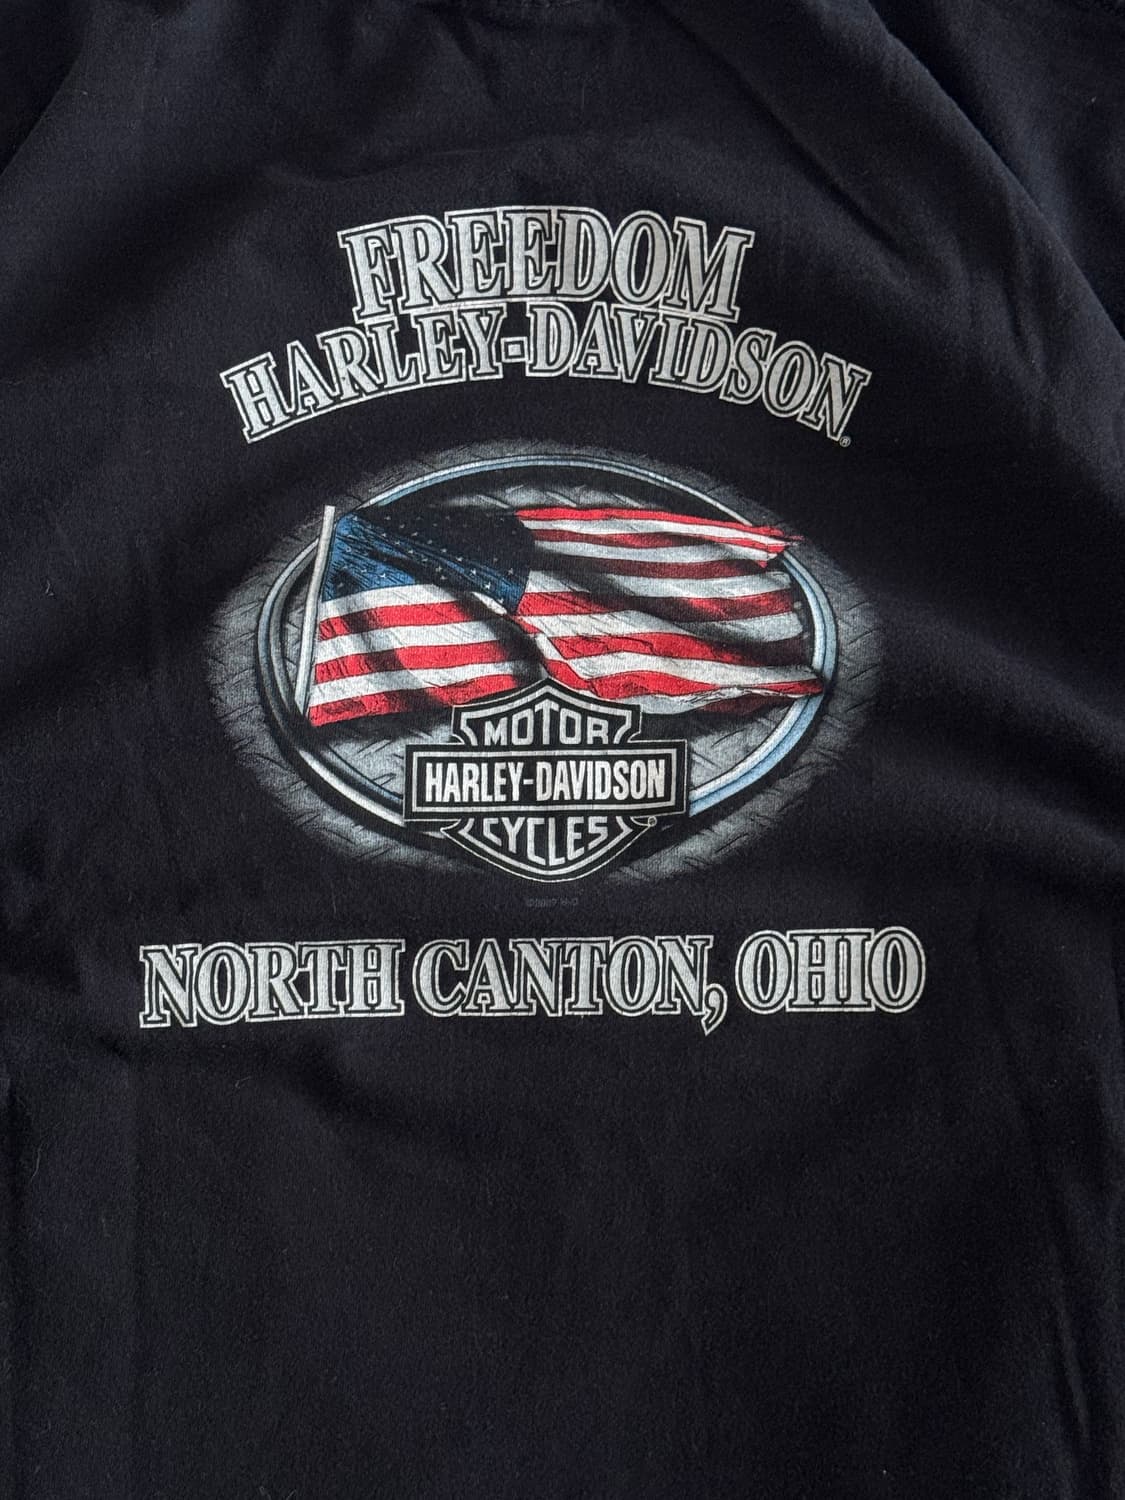 FREEDOM
HARLEY-DAVIDSON®
MOTOR
HARLEY-DAVIDSON
CYCLES®
H-D
NORTH CANTON, OHIO